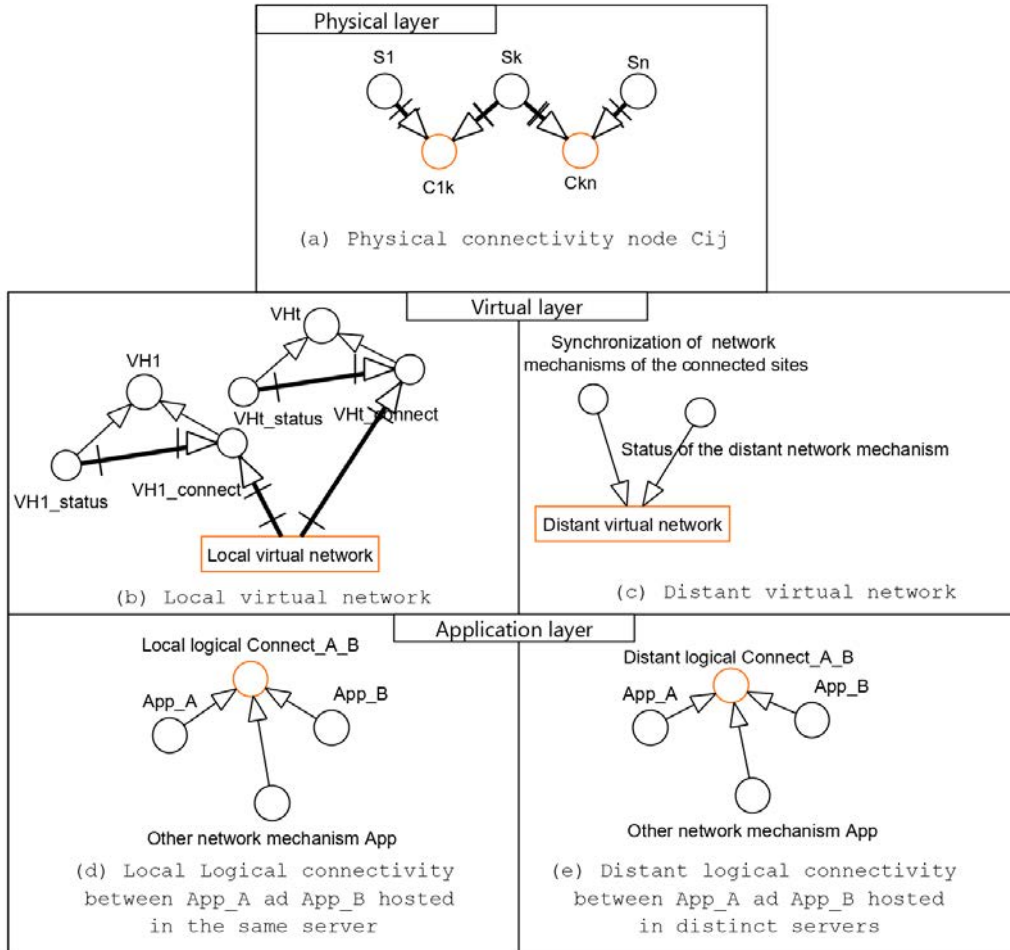 Physical layer
S1
Sk
Sn
C1k
Ckn
(a) Physical connectivity node Cij
Virtual layer
VHt
VH1
VHt_status
VHt_connect
VH1_status
VH1_connect
Local virtual network
(b) Local virtual network
Synchronization of network
mechanisms of the connected sites
Status of the distant network mechanism
Distant virtual network
(c) Distant virtual network
Application layer
Local logical Connect_A_B
App_A
App_B
Other network mechanism App
(d) Local Logical connectivity
between App_A ad App_B hosted
in the same server
Distant logical Connect_A_B
App_A
App_B
Other network mechanism App
(e) Distant logical connectivity
between App_A ad App_B hosted
in distinct servers